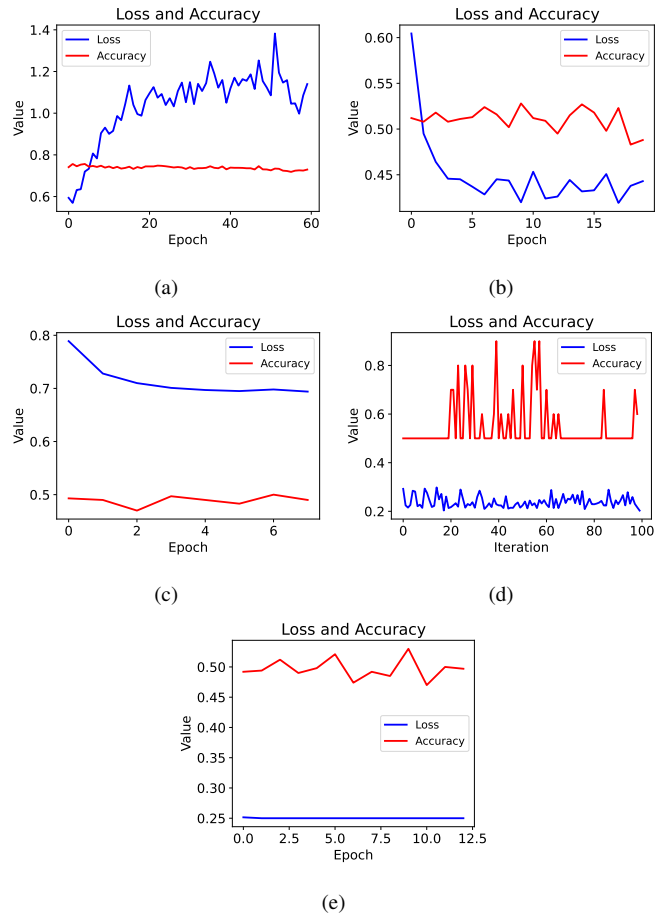 Loss and Accuracy
1.4
1.2
1.0
0.8
0.6
Value
Loss
Accuracy
0 20 40 60
Epoch
(a)
Loss and Accuracy
0.60
0.55
0.50
0.45
Value
Loss
Accuracy
0 5 10 15
Epoch
(b)
Loss and Accuracy
0.8
0.7
0.6
0.5
Value
Loss
Accuracy
0 2 4 6
Epoch
(c)
Loss and Accuracy
0.8
0.6
0.4
0.2
Value
Loss
Accuracy
0 20 40 60 80 100
Iteration
(d)
Loss and Accuracy
0.50
0.45
0.40
0.35
0.30
0.25
Value
Loss
Accuracy
0.0 2.5 5.0 7.5 10.0 12.5
Epoch
(e)